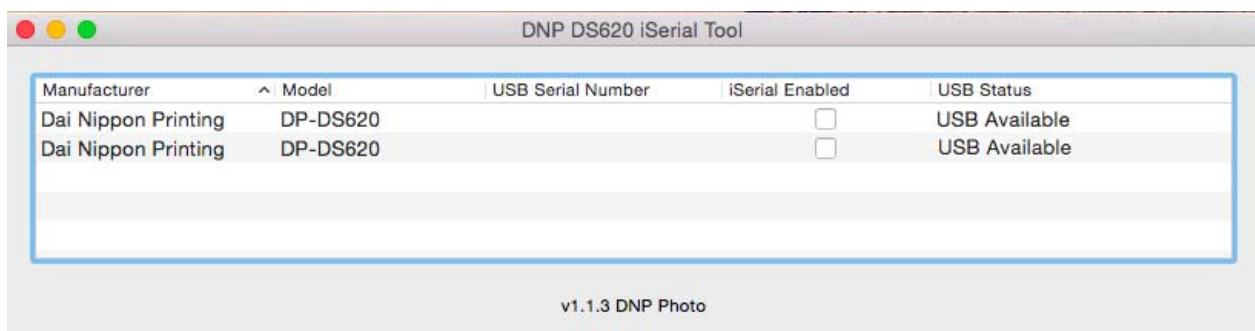 DNP DS620 iSerial Tool
Manufacturer Model USB Serial Number iSerial Enabled USB Status
Dai Nippon Printing DP-DS620 USB Available
Dai Nippon Printing DP-DS620 USB Available
v1.1.3 DNP Photo